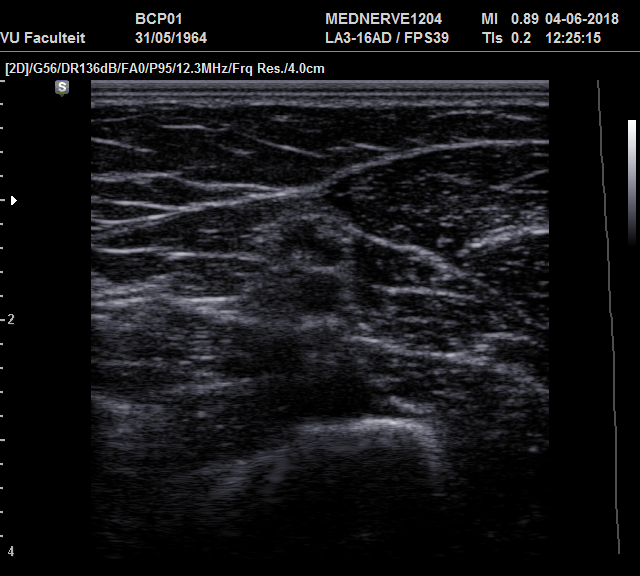 BCP01 MEDNERVE1204 MI 0.89 04-06-2018
VU Faculteit 31/05/1964 LA3-16AD / FPS39 TIs 0.2 12:25:15
[2D]/G56/DR136dB/FA0/P95/12.3MHz/Frq Res./4.0cm
S
2
4